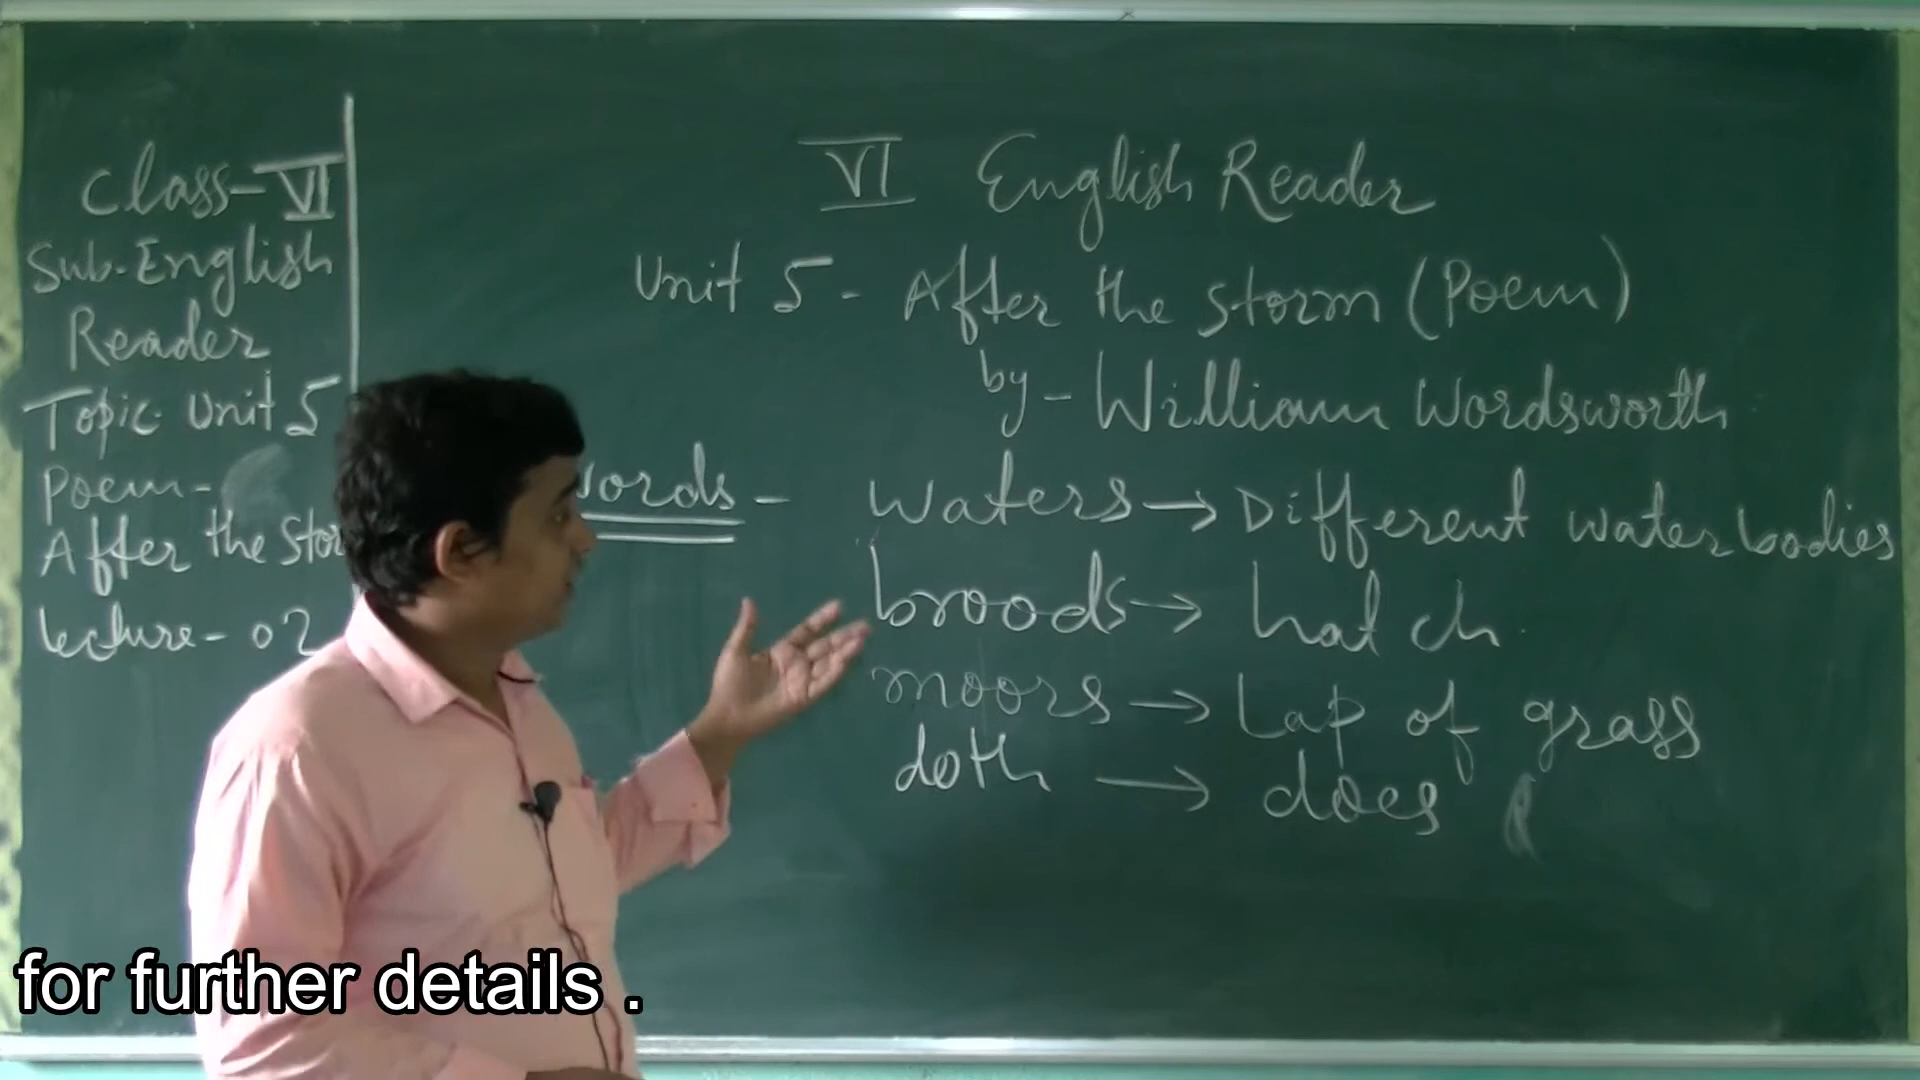 Class-VI
Sub-English
Reader
Topic Unit 5
Poem-
After the Stor
Lecture-02
VI English Reader
Unit 5 - After the Storm (Poem)
by - William Wordsworth
words - waters → Different water bodies
broods → hatch
moors → Lap of grass
doth → does
for further details .